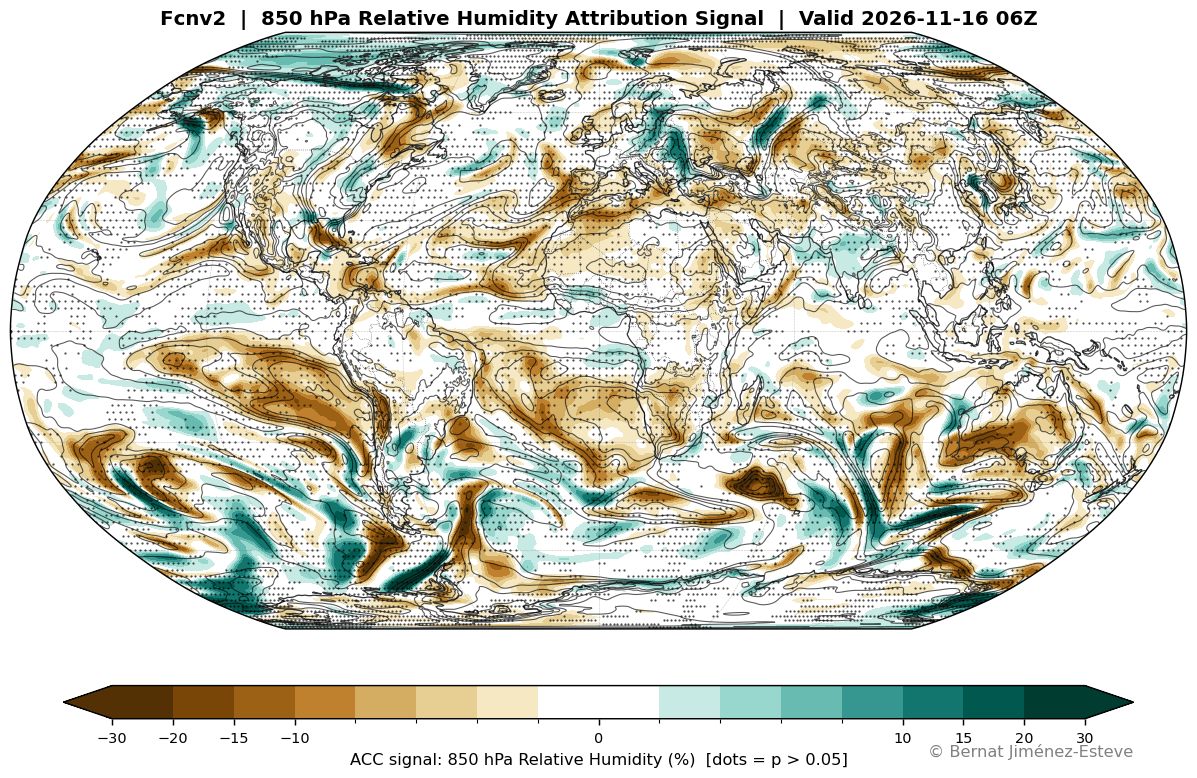 Fcnv2 | 850 hPa Relative Humidity Attribution Signal | Valid 2026-11-16 06Z
−30 −20 −15 −10 0 10 15 20 30
ACC signal: 850 hPa Relative Humidity (%) [dots = p > 0.05]
© Bernat Jiménez-Esteve